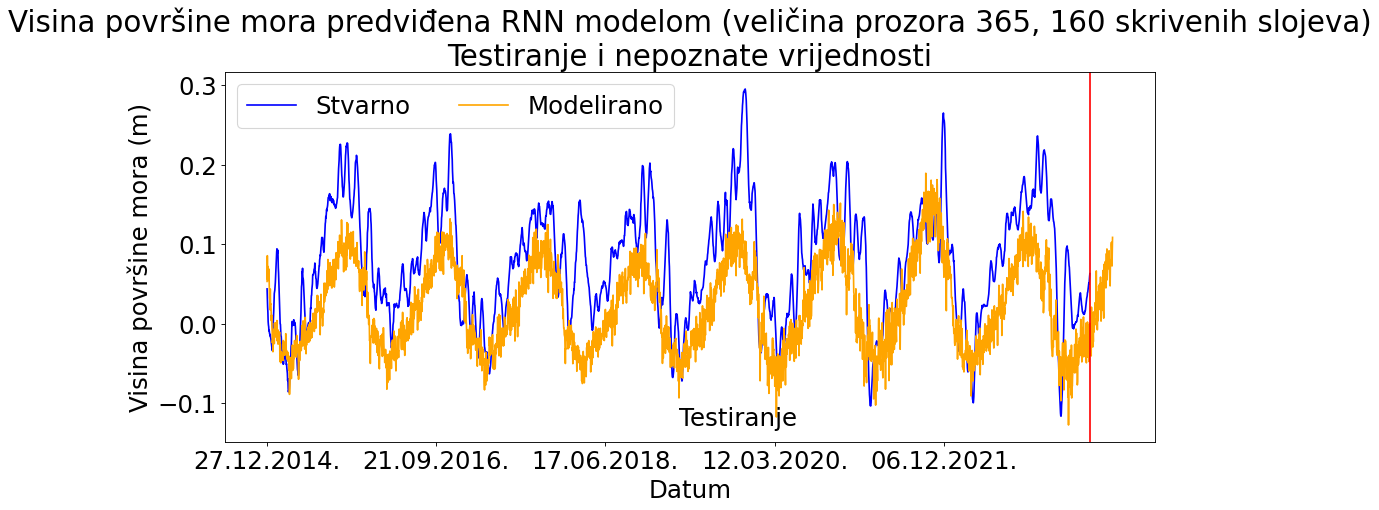 Visina površine mora predviđena RNN modelom (veličina prozora 365, 160 skrivenih slojeva)
Testiranje i nepoznate vrijednosti
Stvarno Modelirano
Visina površine mora (m)
0.3
0.2
0.1
0.0
−0.1
Testiranje
27.12.2014. 21.09.2016. 17.06.2018. 12.03.2020. 06.12.2021.
Datum